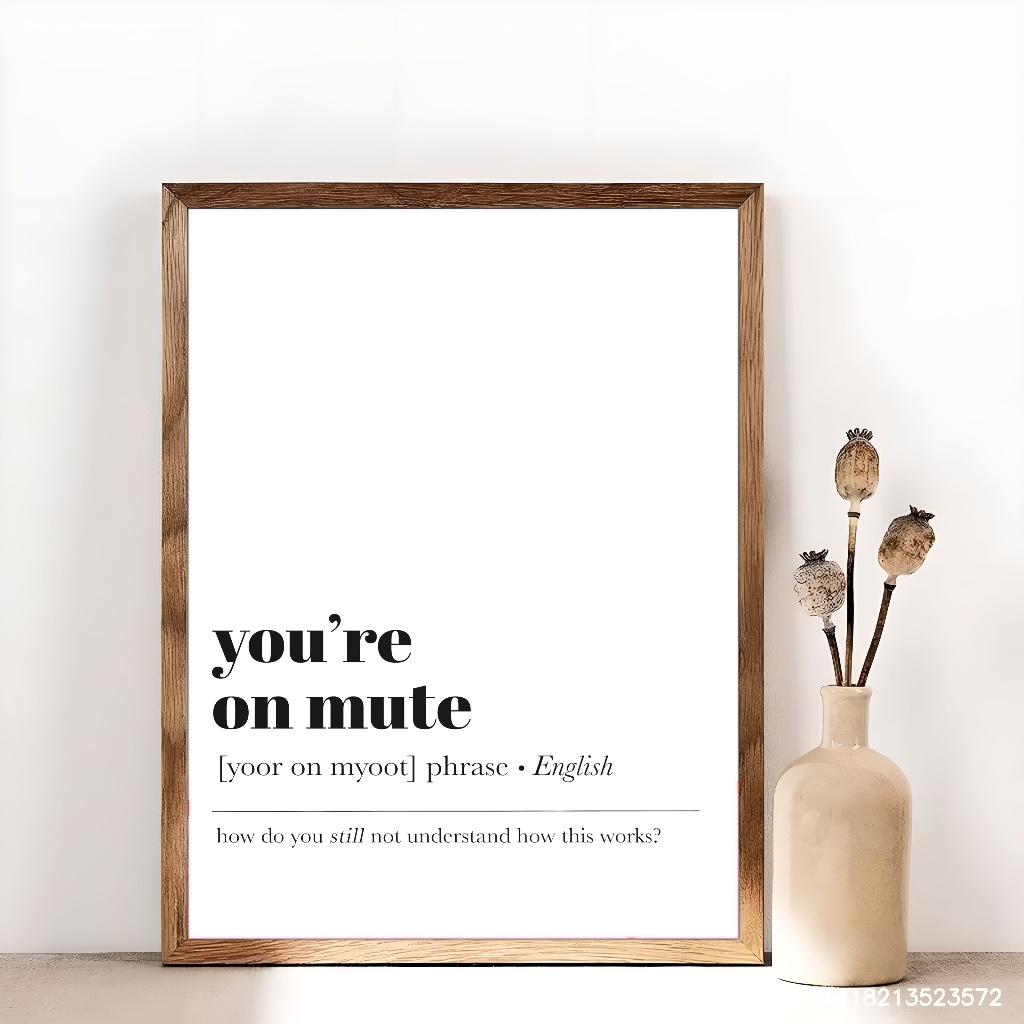 you’re
on mute
[yoor on myoot] phrase • English
how do you still not understand how this works?
18213523572